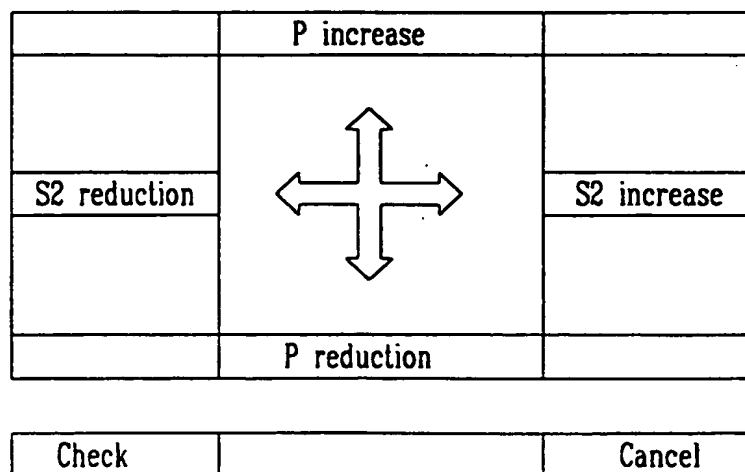 P increase
S2 reduction S2 increase
P reduction
Check Cancel